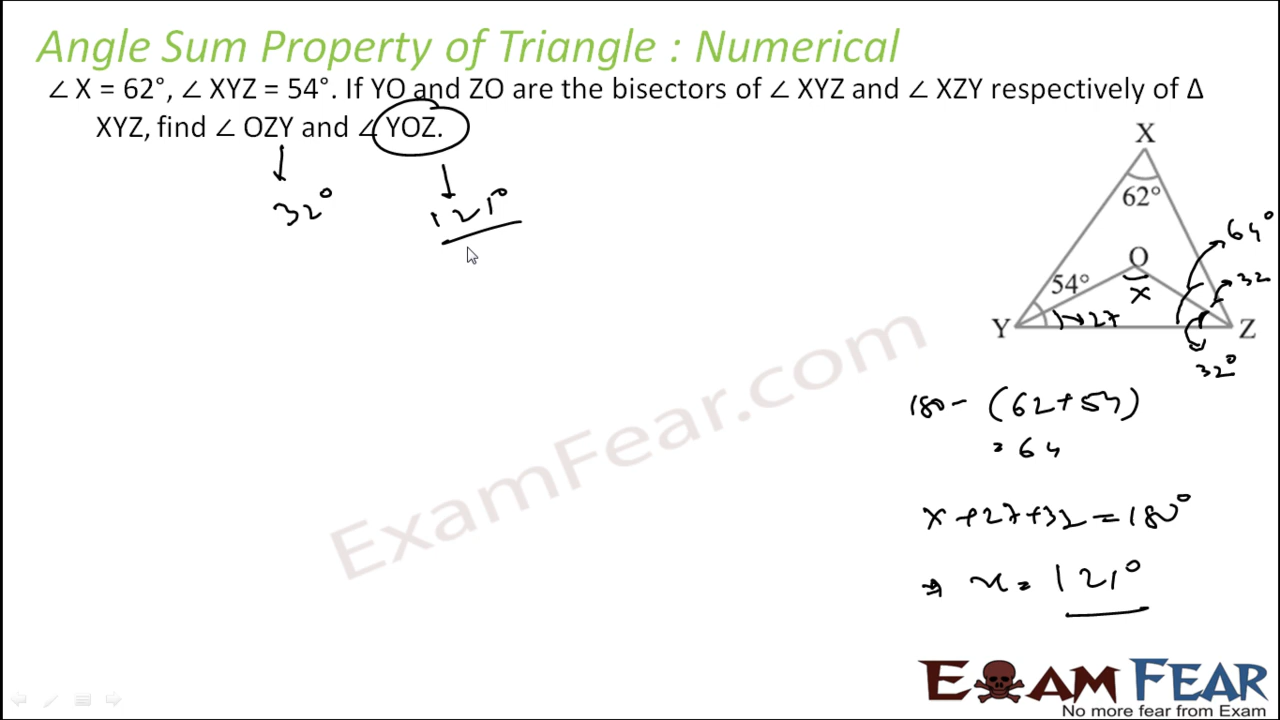 Angle Sum Property of Triangle : Numerical
∠ X = 62°, ∠ XYZ = 54°. If YO and ZO are the bisectors of ∠ XYZ and ∠ XZY respectively of Δ
XYZ, find ∠ OZY and ∠ YOZ.
32°
121°
X
62°
64°
O
54°
x
32
27
Y
Z
32°
180 - (62+54)
= 64
x+27+32=180°
⇒ x = 121°
ExamFear.com
EXAM FEAR
No more fear from Exam